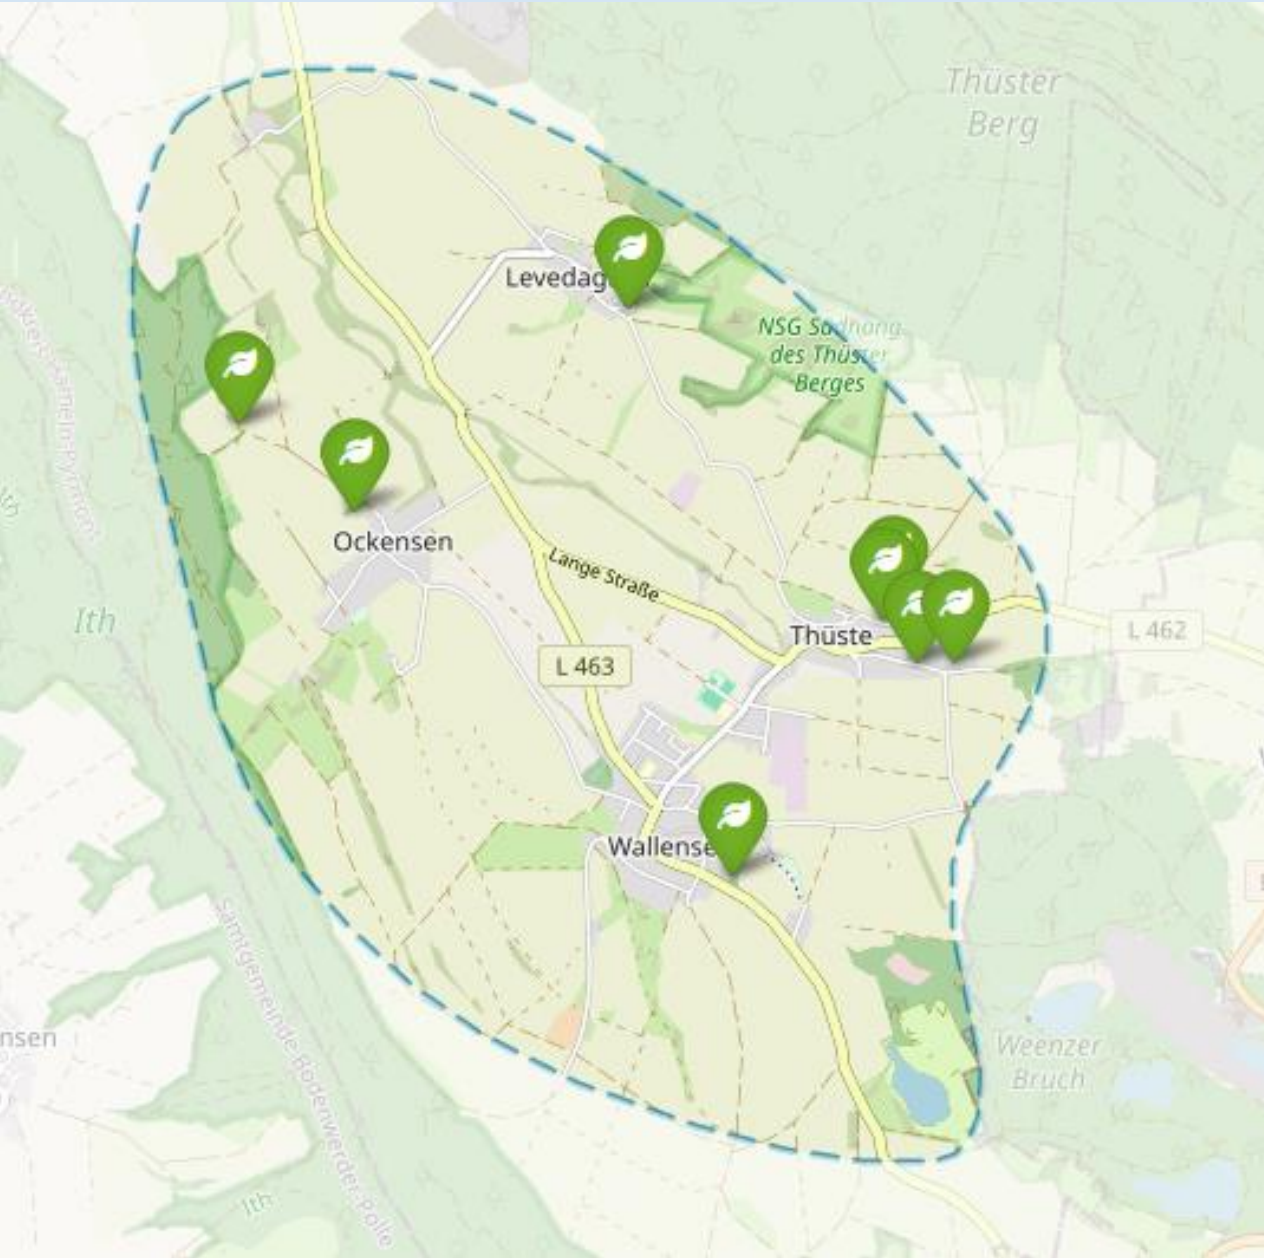 Thüster
Berg
Levedag
NSG Südhang
des Thüster
Berges
Ockensen
Lange Straße
Ith
Thüste
L 462
L 463
Wallense
Samtgemeinde Bodenwerder-Polle
nsen
Weenzer
Bruch
Ith